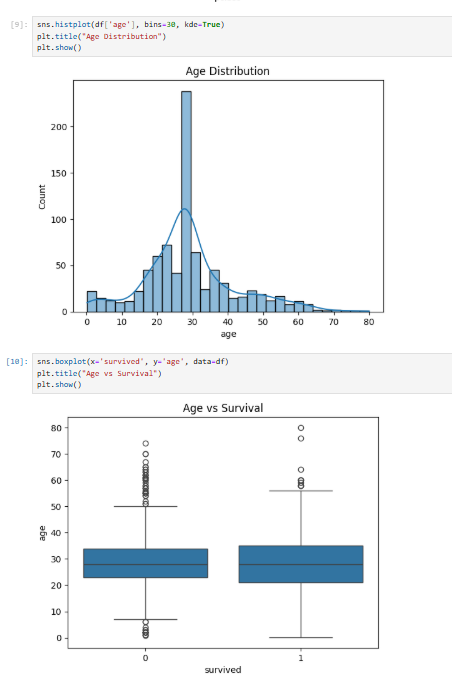 [9]: sns.histplot(df['age'], bins=30, kde=True)
plt.title("Age Distribution")
plt.show()
Age Distribution
200
150
100
50
0
Count
0 10 20 30 40 50 60 70 80
age
[10]: sns.boxplot(x='survived', y='age', data=df)
plt.title("Age vs Survival")
plt.show()
Age vs Survival
80
70
60
50
40
30
20
10
0
age
0 1
survived